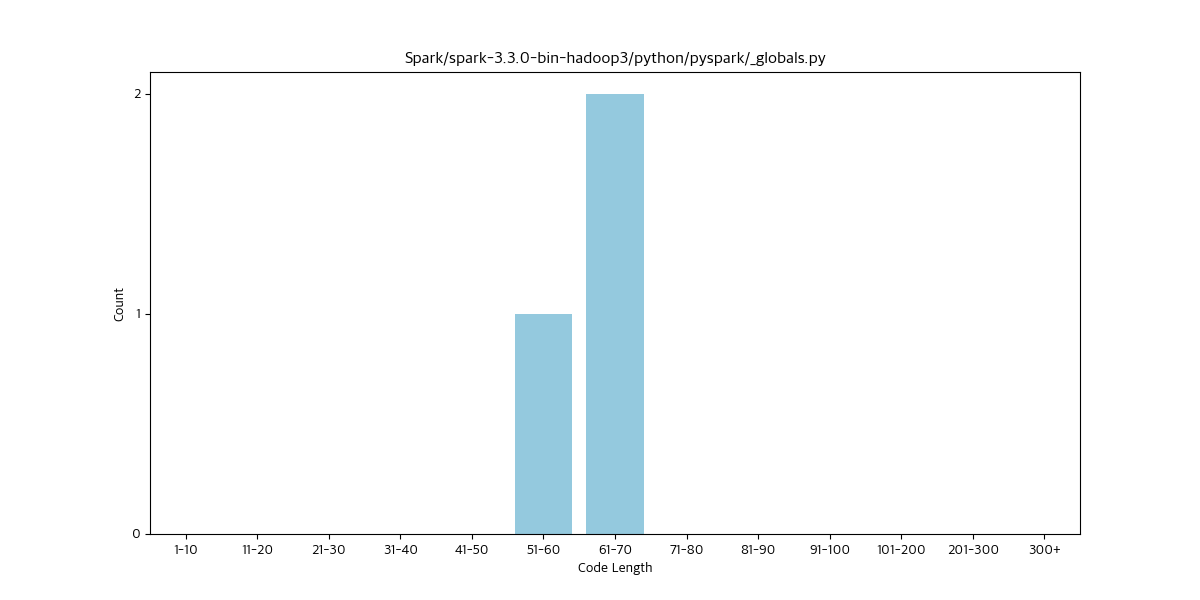 Spark/spark-3.3.0-bin-hadoop3/python/pyspark/_globals.py
2
1
0
Count
1-10 11-20 21-30 31-40 41-50 51-60 61-70 71-80 81-90 91-100 101-200 201-300 300+
Code Length